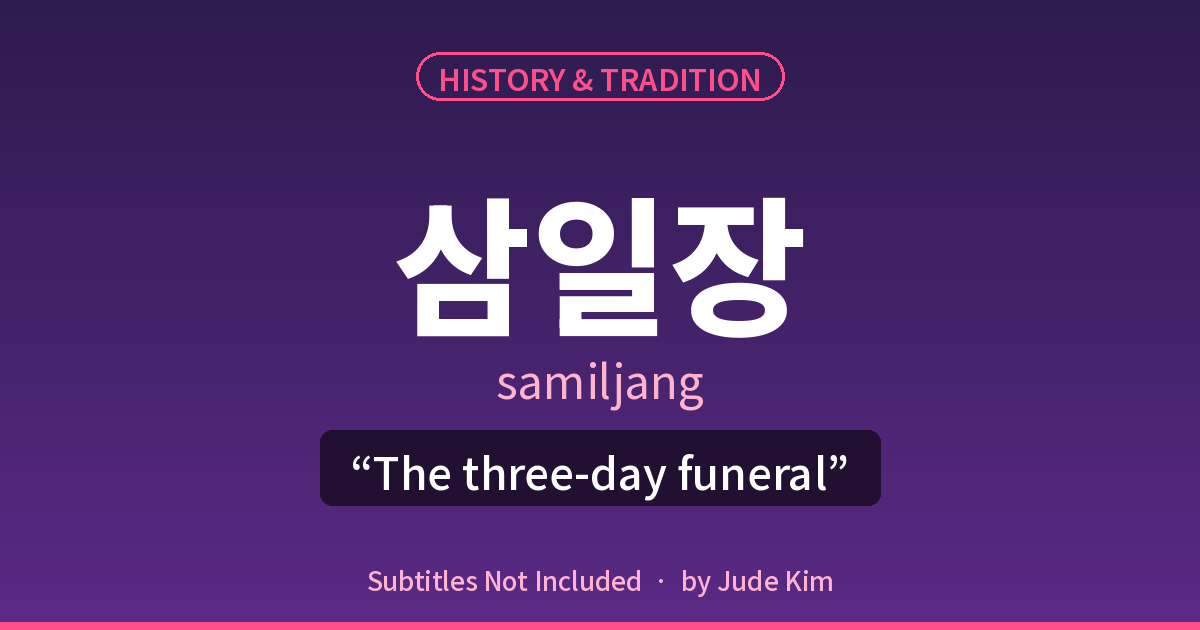 HISTORY & TRADITION
삼일장
samiljang
“The three-day funeral”
Subtitles Not Included · by Jude Kim